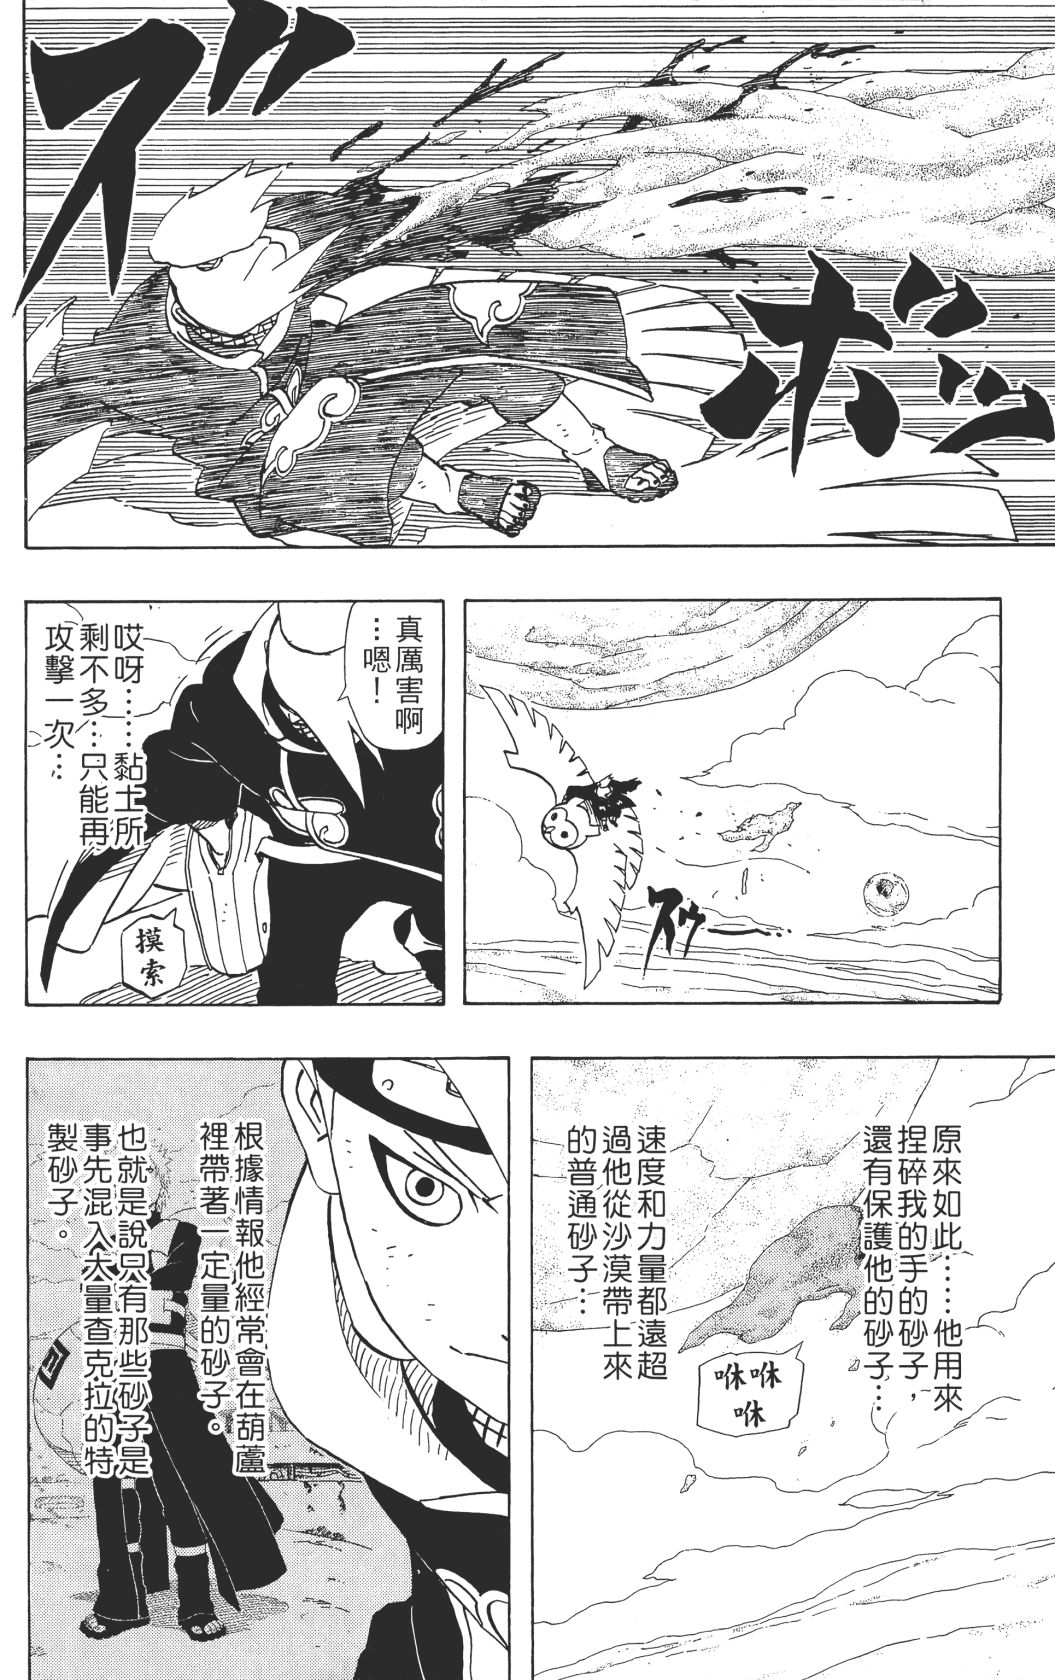 ボッ
ズボ
ズゥー…
真厲害啊
…嗯！
哎呀……黏土所
剩不多…只能再
攻擊一次…
摸索
原來如此……他用來
捏碎我的手的砂子，
還有保護他的砂子…
咻咻
咻
速度和力量都遠超
過他從沙漠帶上來
的普通砂子…
根據情報他經常會在葫蘆
裡帶著一定量的砂子。
也就是說只有那些砂子是
事先混入大量查克拉的特
製砂子。